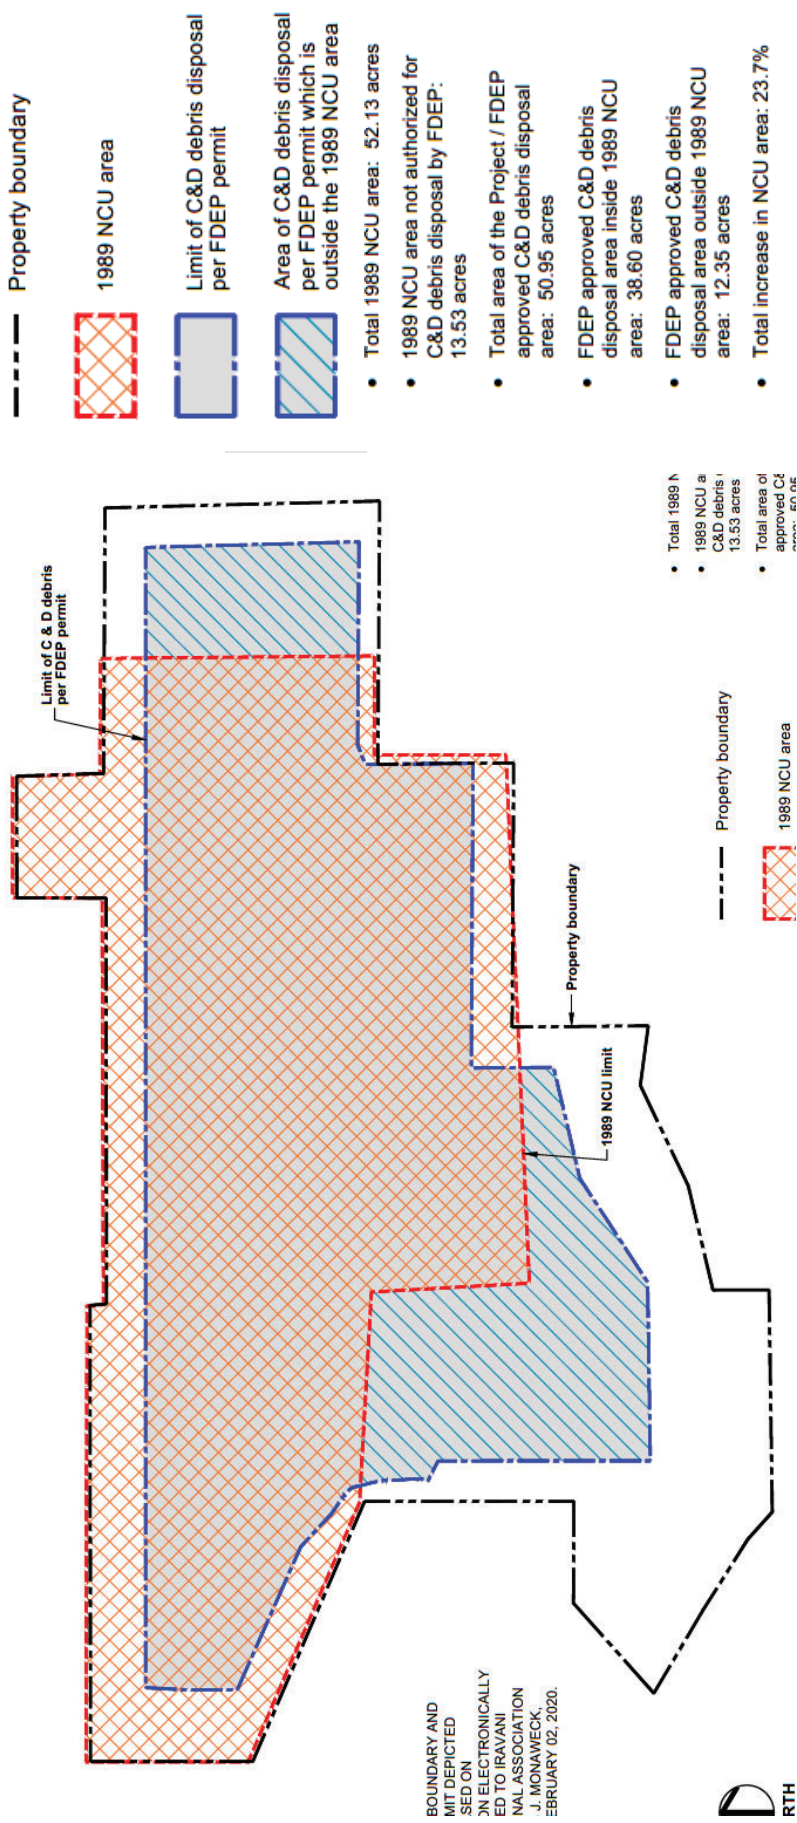 Property boundary
1989 NCU area
Limit of C&D debris disposal
per FDEP permit
Area of C&D debris disposal
per FDEP permit which is
outside the 1989 NCU area
• Total 1989 NCU area: 52.13 acres
• 1989 NCU area not authorized for
C&D debris disposal by FDEP:
13.53 acres
• Total area of the Project / FDEP
approved C&D debris disposal
area: 50.95 acres
• FDEP approved C&D debris
disposal area inside 1989 NCU
area: 38.60 acres
• FDEP approved C&D debris
disposal area outside 1989 NCU
area: 12.35 acres
• Total increase in NCU area: 23.7%
Limit of C & D debris
per FDEP permit
Property boundary
1989 NCU limit
• Total 1989 N
• 1989 NCU a
C&D debris
13.53 acres
• Total area of
approved C&
area: 50.95
Property boundary
1989 NCU area
BOUNDARY AND
MIT DEPICTED
SED ON
ON ELECTRONICALLY
ED TO IRAVANI
NAL ASSOCIATION
J. MONAWECK,
EBRUARY 02, 2020.
RTH